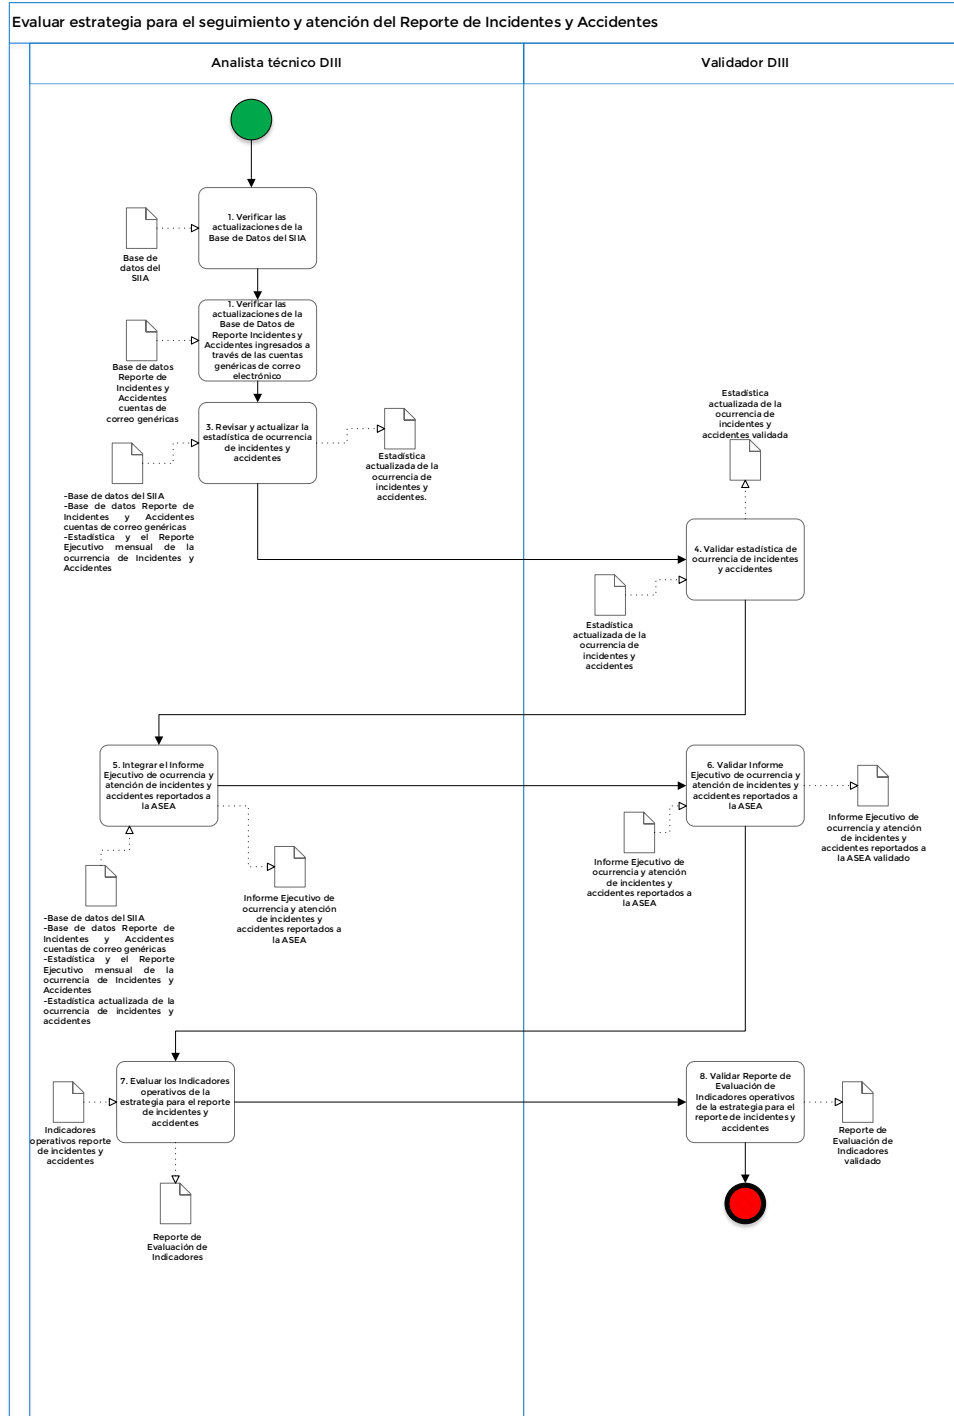 Evaluar estrategia para el seguimiento y atención del Reporte de Incidentes y Accidentes
Analista técnico DIII
Validador DIII
1. Verificar las
actualizaciones de la
Base de Datos del SIIA
Base de
datos del
SIIA
1. Verificar las
actualizaciones de la
Base de Datos de
Reporte Incidentes y
Accidentes ingresados a
través de las cuentas
genéricas de correo
electrónico
Base de datos
Reporte de
Incidentes y
Accidentes
cuentas de
correo genéricas
3. Revisar y actualizar la
estadística de ocurrencia
de incidentes y
accidentes
Estadística
actualizada de la
ocurrencia de
incidentes y
accidentes.
-Base de datos del SIIA
-Base de datos Reporte de
Incidentes y Accidentes
cuentas de correo genéricas
-Estadística y el Reporte
Ejecutivo mensual de la
ocurrencia de Incidentes y
Accidentes
Estadística
actualizada de la
ocurrencia de
incidentes y
accidentes validada
4. Validar estadística de
ocurrencia de incidentes
y accidentes
Estadística
actualizada de la
ocurrencia de
incidentes y
accidentes
5. Integrar el Informe
Ejecutivo de ocurrencia y
atención de incidentes y
accidentes reportados a
la ASEA
-Base de datos del SIIA
-Base de datos Reporte de
Incidentes y Accidentes
cuentas de correo genéricas
-Estadística y el Reporte
Ejecutivo mensual de la
ocurrencia de Incidentes y
Accidentes
-Estadística actualizada de la
ocurrencia de incidentes y
accidentes
Informe Ejecutivo de
ocurrencia y atención
de incidentes y
accidentes reportados a
la ASEA
6. Validar Informe
Ejecutivo de ocurrencia y
atención de incidentes y
accidentes reportados a
la ASEA
Informe Ejecutivo de
ocurrencia y atención
de incidentes y
accidentes reportados a
la ASEA
Informe Ejecutivo de
ocurrencia y atención
de incidentes y
accidentes reportados a
la ASEA validado
7. Evaluar los Indicadores
operativos de la
estrategia para el reporte
de incidentes y
accidentes
Indicadores
operativos reporte
de incidentes y
accidentes
Reporte de
Evaluación de
Indicadores
8. Validar Reporte de
Evaluación de
Indicadores operativos
de la estrategia para el
reporte de incidentes y
accidentes
Reporte de
Evaluación de
Indicadores
validado